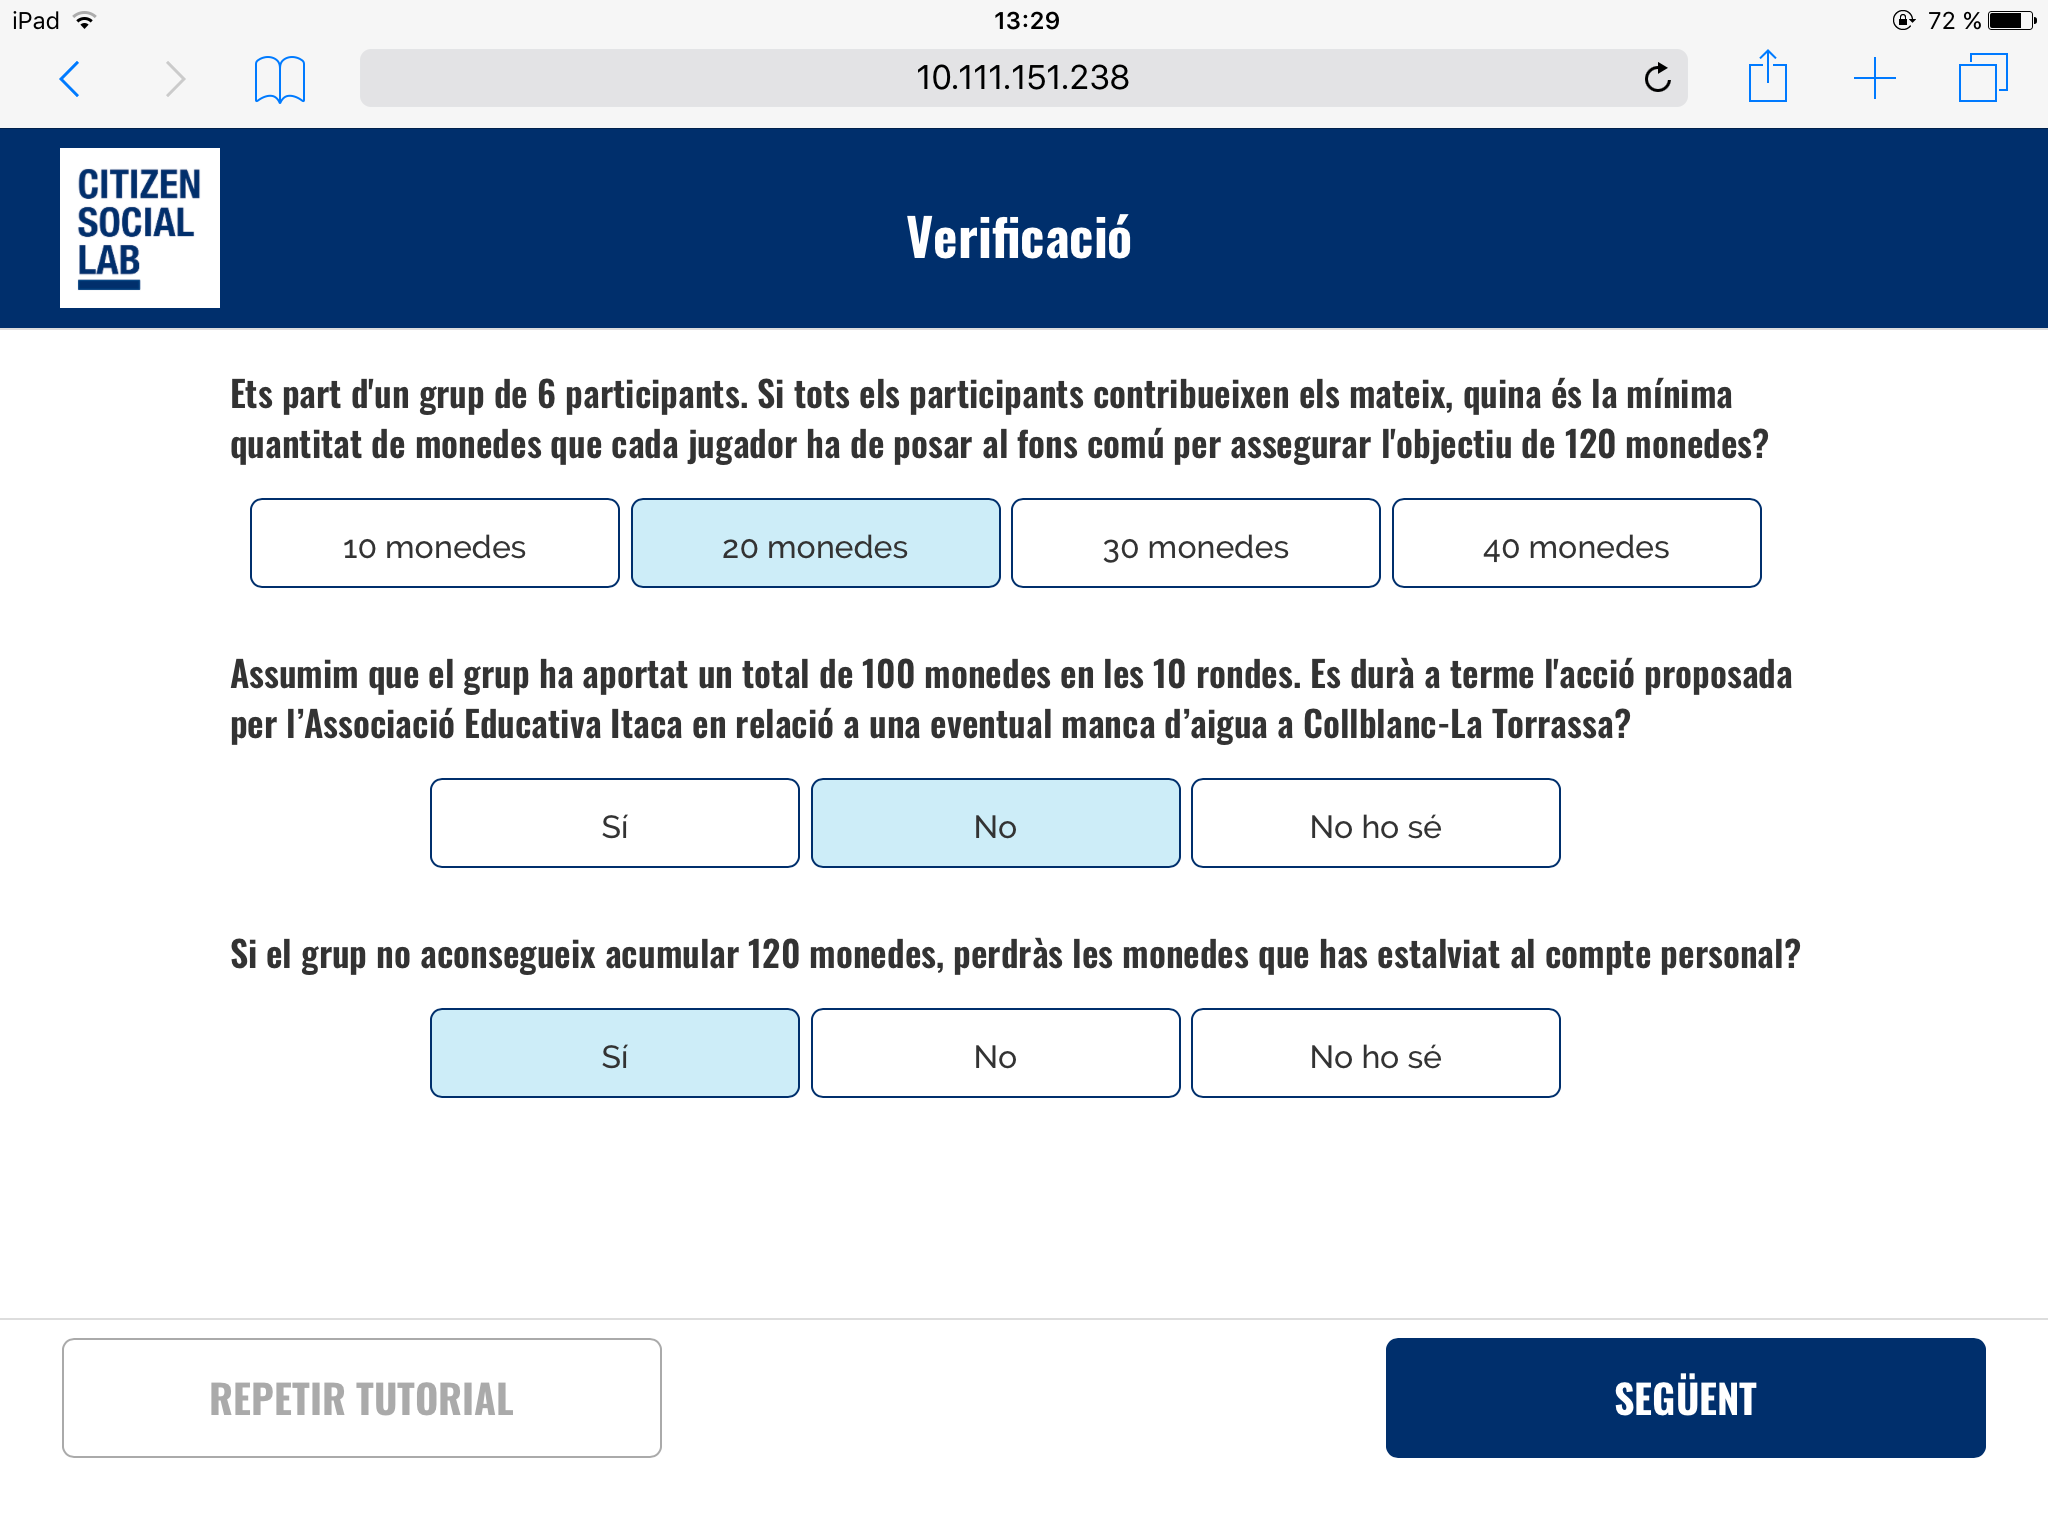 iPad
13:29
72 %
10.111.151.238
CITIZEN
SOCIAL
LAB
Verificació
Ets part d'un grup de 6 participants. Si tots els participants contribueixen els mateix, quina és la mínima
quantitat de monedes que cada jugador ha de posar al fons comú per assegurar l'objectiu de 120 monedes?
10 monedes
20 monedes
30 monedes
40 monedes
Assumim que el grup ha aportat un total de 100 monedes en les 10 rondes. Es durà a terme l'acció proposada
per l’Associació Educativa Itaca en relació a una eventual manca d’aigua a Collblanc-La Torrassa?
Sí
No
No ho sé
Si el grup no aconsegueix acumular 120 monedes, perdràs les monedes que has estalviat al compte personal?
Sí
No
No ho sé
REPETIR TUTORIAL
SEGÜENT